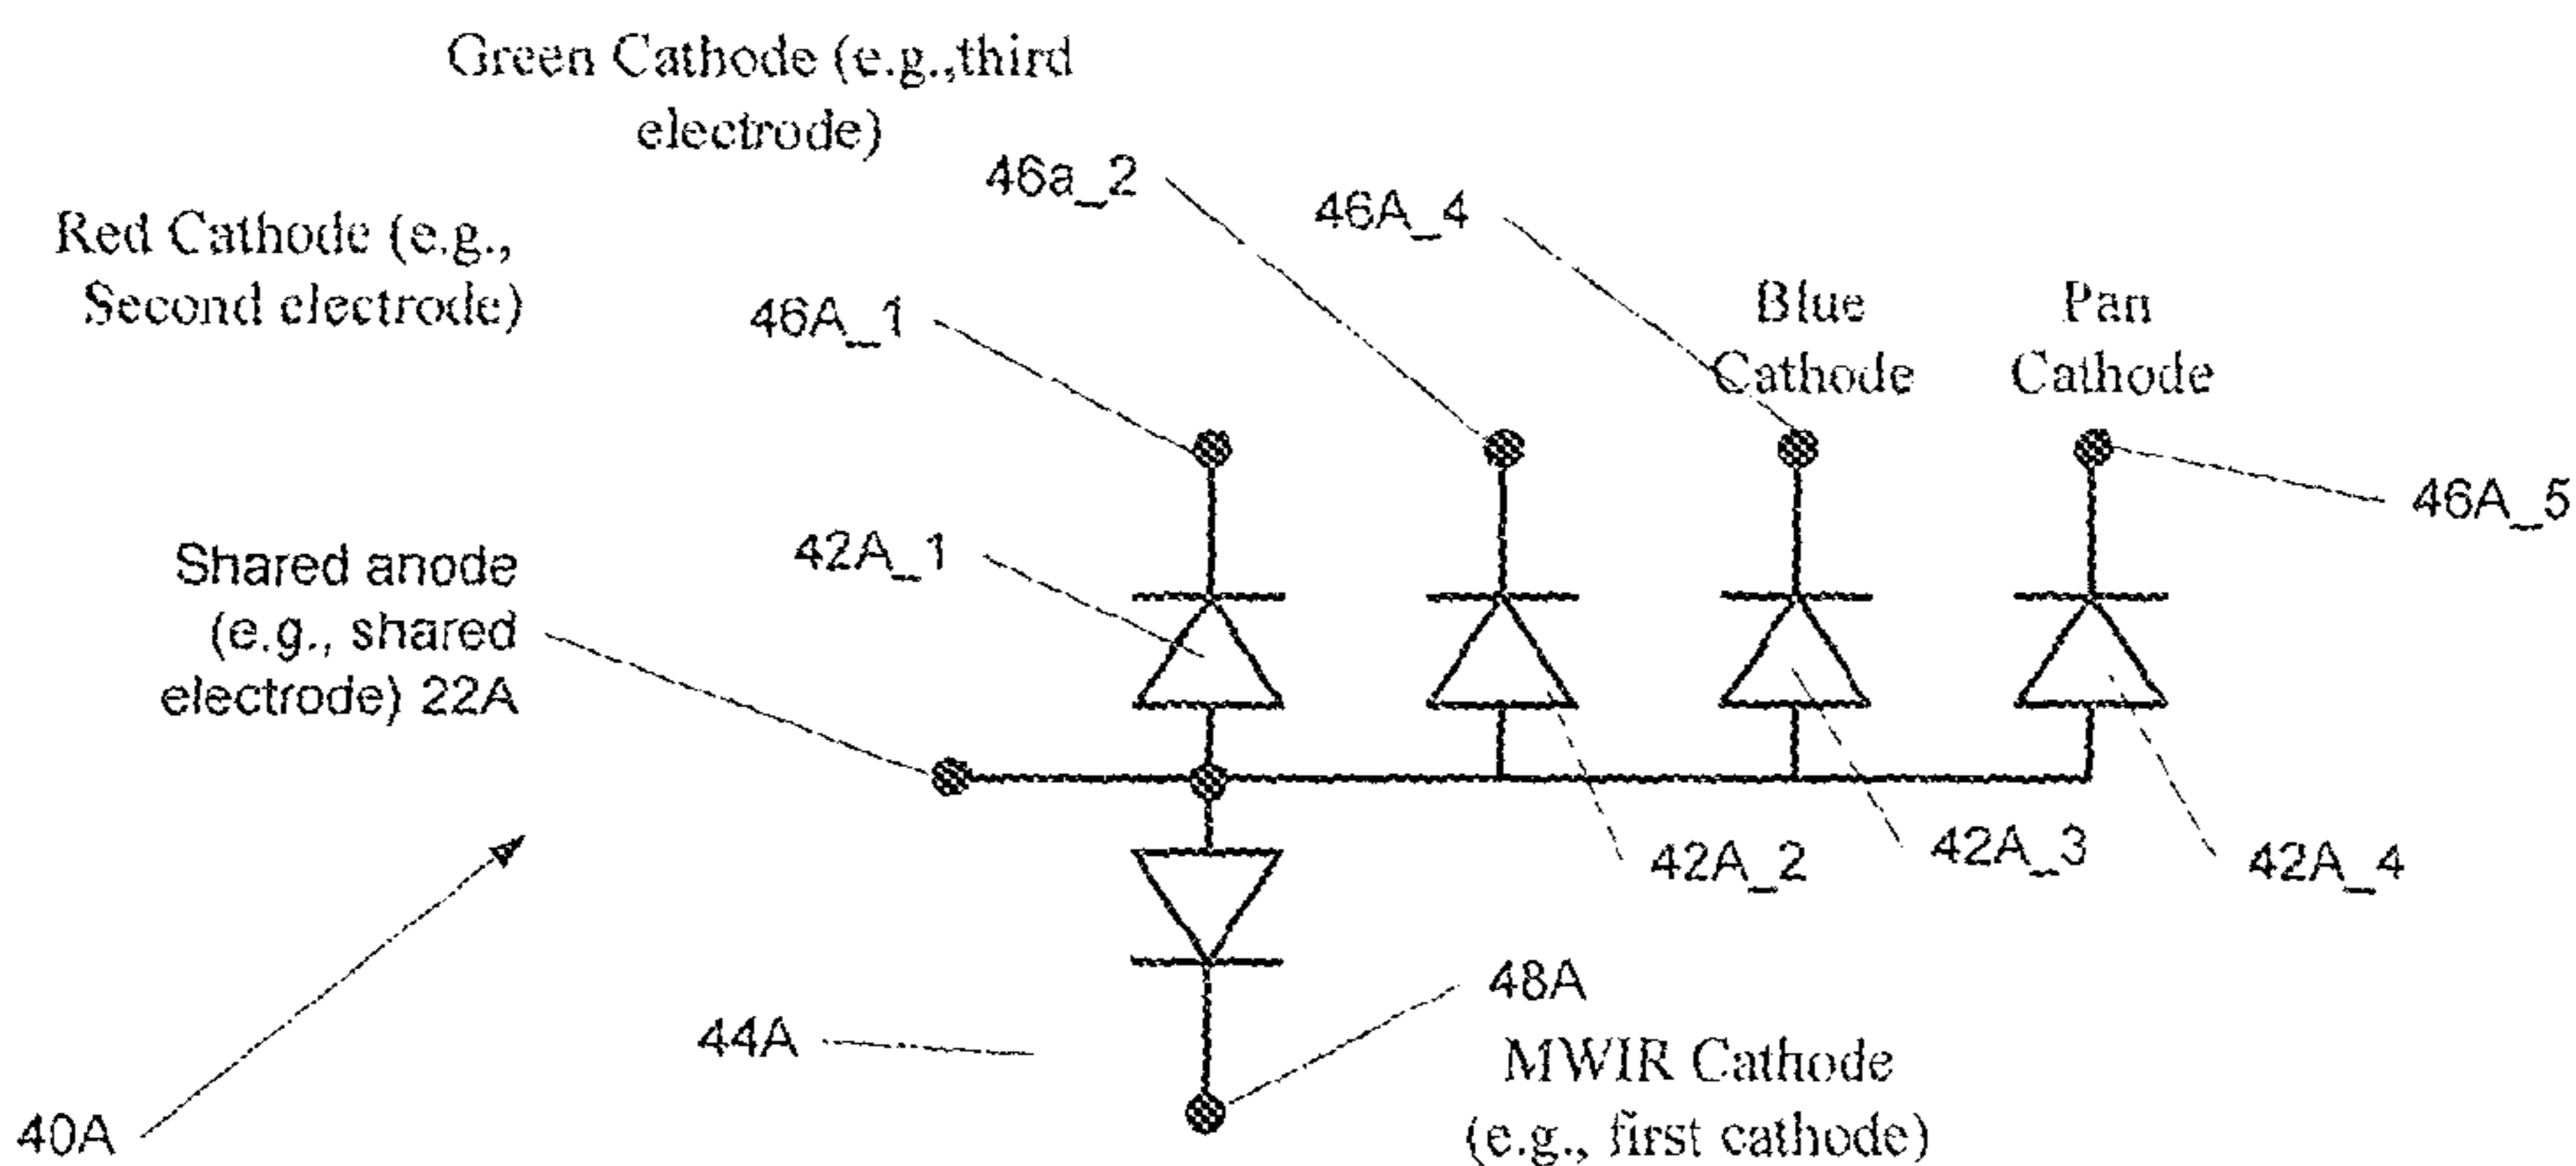 Green Cathode (e.g.,third
electrode)
46a_2
46A_4
Red Cathode (e.g.,
Second electrode)
46A_1
Blue
Cathode
Pan
Cathode
46A_5
42A_1
Shared anode
(e.g., shared
electrode) 22A
42A_2
42A_3
42A_4
48A
44A
MWIR Cathode
(e.g., first cathode)
40A